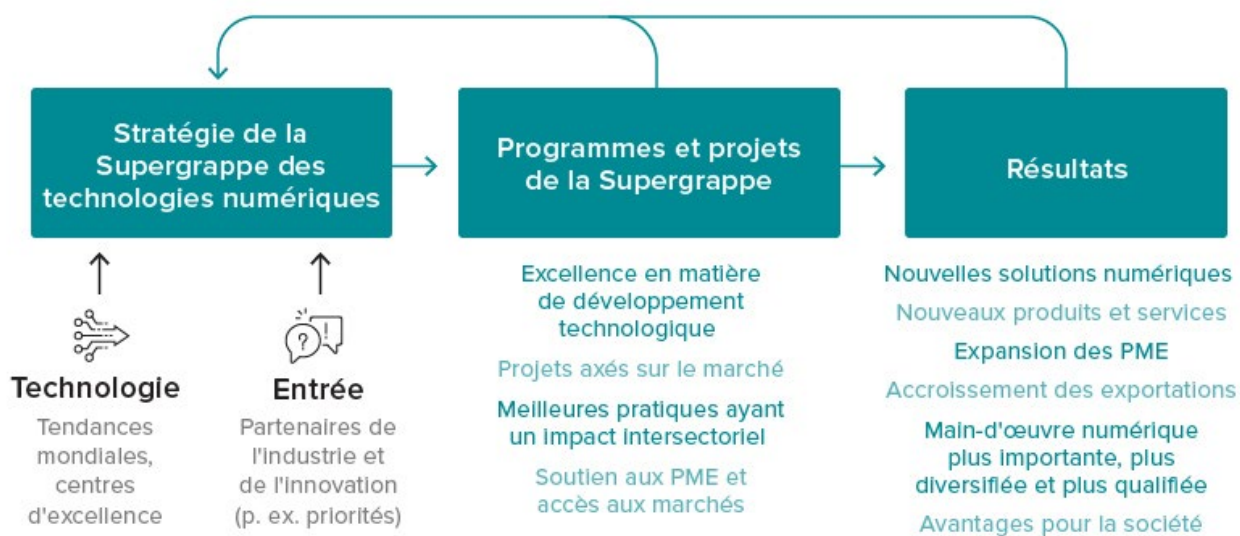 Stratégie de la
Supergrappe des
technologies numériques
Programmes et projets
de la Supergrappe
Résultats
Technologie
Tendances
mondiales,
centres
d'excellence
Entrée
Partenaires de
l'industrie et
de l'innovation
(p. ex. priorités)
Excellence en matière
de développement
technologique
Projets axés sur le marché
Meilleures pratiques ayant
un impact intersectoriel
Soutien aux PME et
accès aux marchés
Nouvelles solutions numériques
Nouveaux produits et services
Expansion des PME
Accroissement des exportations
Main-d'œuvre numérique
plus importante, plus
diversifiée et plus qualifiée
Avantages pour la société